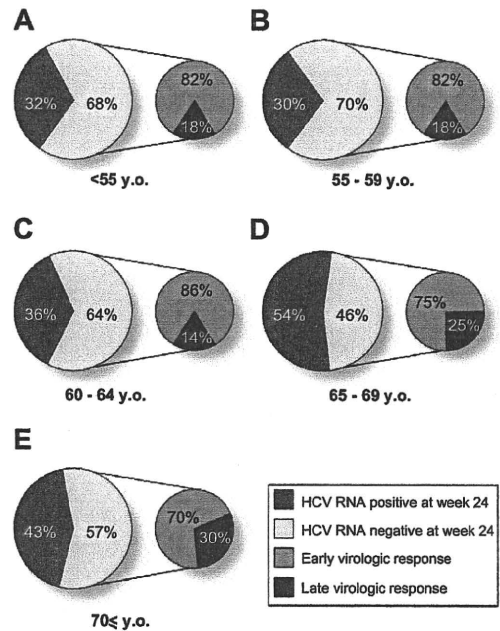 A
32%
68%
82%
18%
<55 y.o.
B
30%
70%
82%
18%
55 - 59 y.o.
C
36%
64%
86%
14%
60 - 64 y.o.
D
54%
46%
75%
25%
65 - 69 y.o.
E
43%
57%
70%
30%
70≤ y.o.
HCV RNA positive at week 24
HCV RNA negative at week 24
Early virologic response
Late virologic response